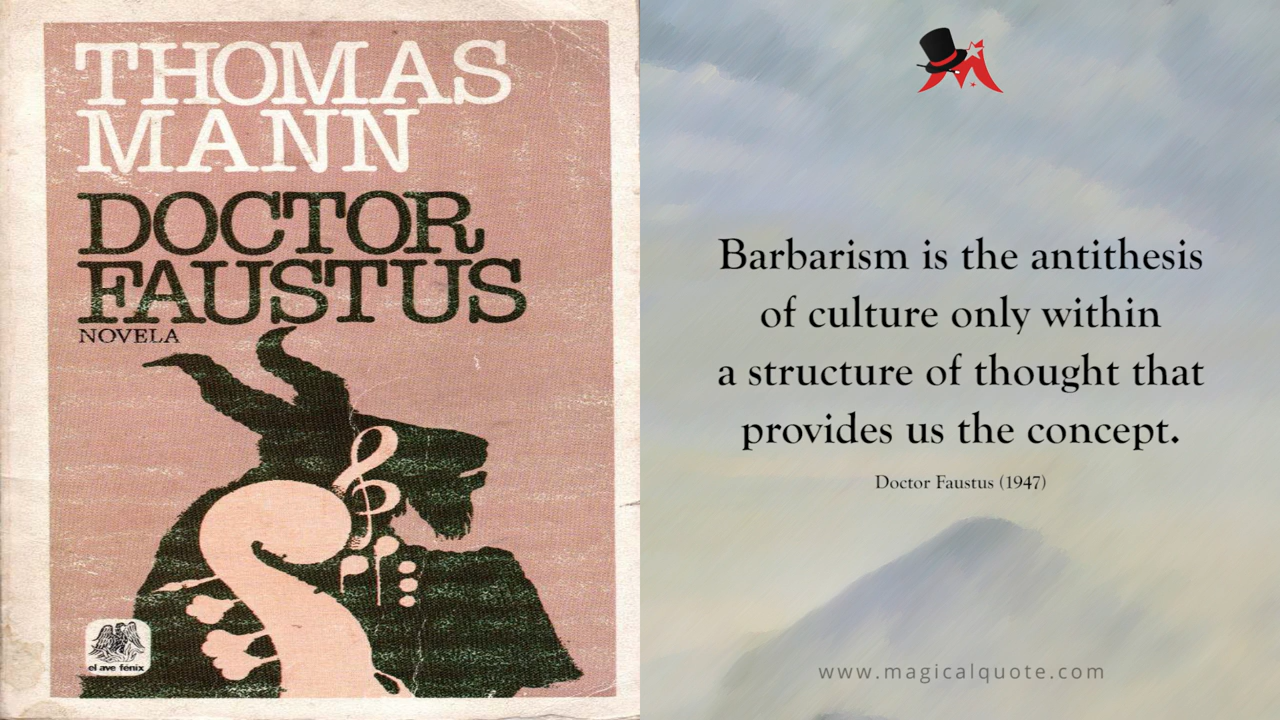 THOMAS
MANN
DOCTOR
FAUSTUS
NOVELA
el ave fénix
Barbarism is the antithesis
of culture only within
a structure of thought that
provides us the concept.
Doctor Faustus (1947)
www.magicalquote.com